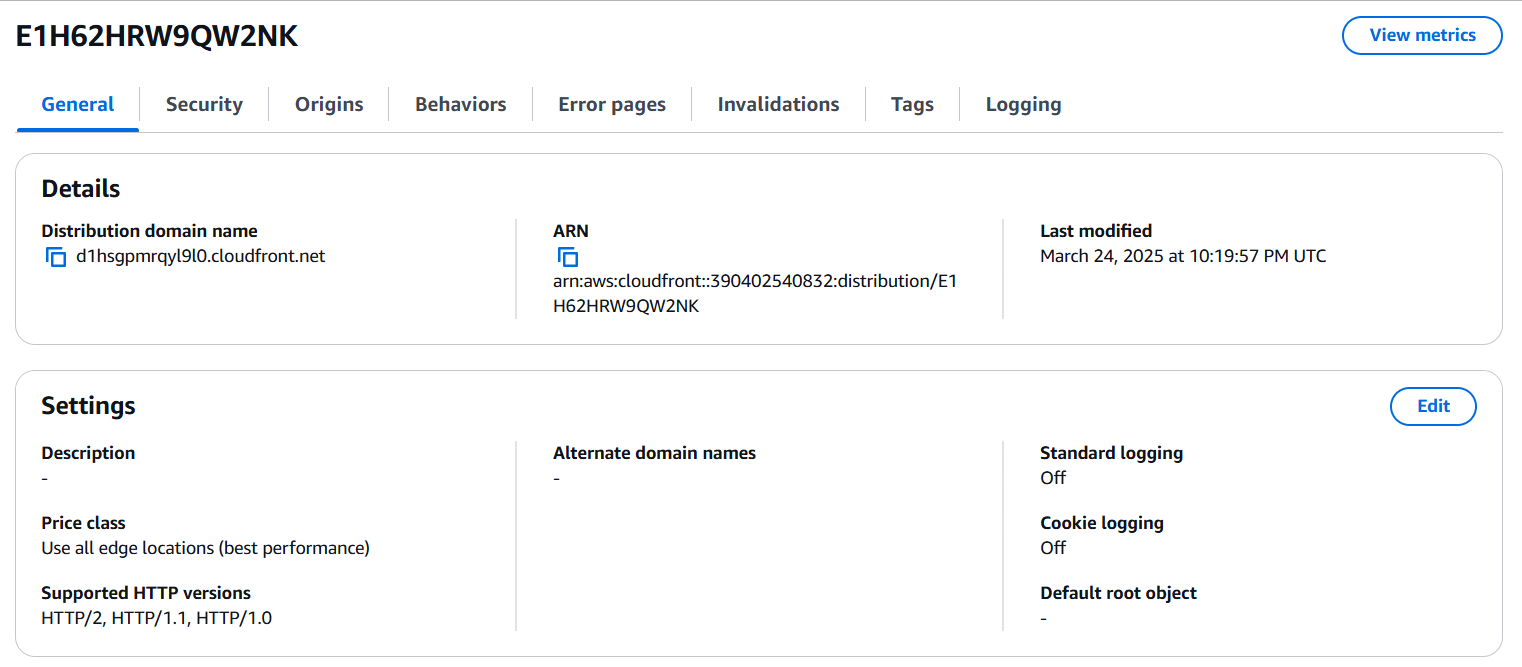 E1H62HRW9QW2NK
View metrics
General
Security
Origins
Behaviors
Error pages
Invalidations
Tags
Logging
Details
Distribution domain name
d1hsgpmrqyl9l0.cloudfront.net
ARN
arn:aws:cloudfront::390402540832:distribution/E1
H62HRW9QW2NK
Last modified
March 24, 2025 at 10:19:57 PM UTC
Settings
Edit
Description
-
Price class
Use all edge locations (best performance)
Supported HTTP versions
HTTP/2, HTTP/1.1, HTTP/1.0
Alternate domain names
-
Standard logging
Off
Cookie logging
Off
Default root object
-